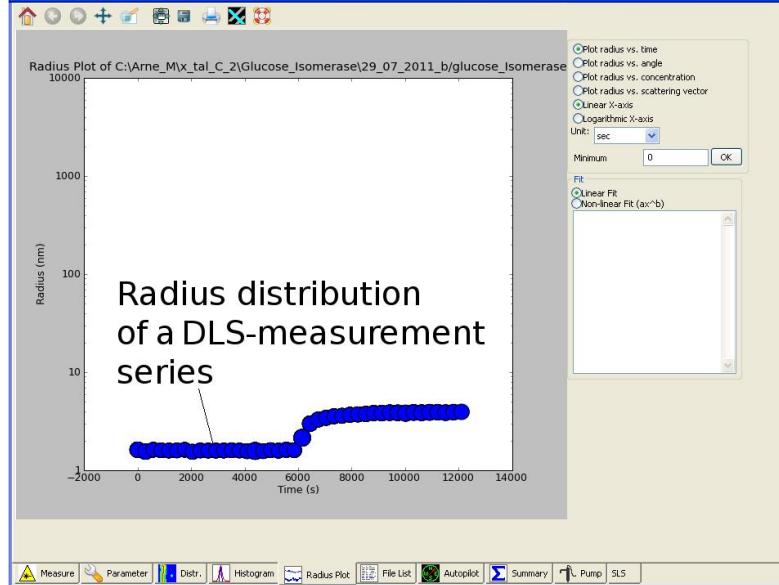 Radius Plot of C:\Arne_M\x_tal_C_2\Glucose_Isomerase\29_07_2011_b/glucose_Isomerase
10000
1000
100
10
1
Radius (nm)
Radius distribution
of a DLS-measurement
series
−2000 0 2000 4000 6000 8000 10000 12000 14000
Time (s)
Plot radius vs. time
Plot radius vs. angle
Plot radius vs. concentration
Plot radius vs. scattering vector
Linear X-axis
Logarithmic X-axis
Unit: sec
Minimum 0 OK
Fit
Linear Fit
Non-linear Fit (ax^b)
Measure Parameter Distr. Histogram Radius Plot File List Autopilot Summary Pump SLS